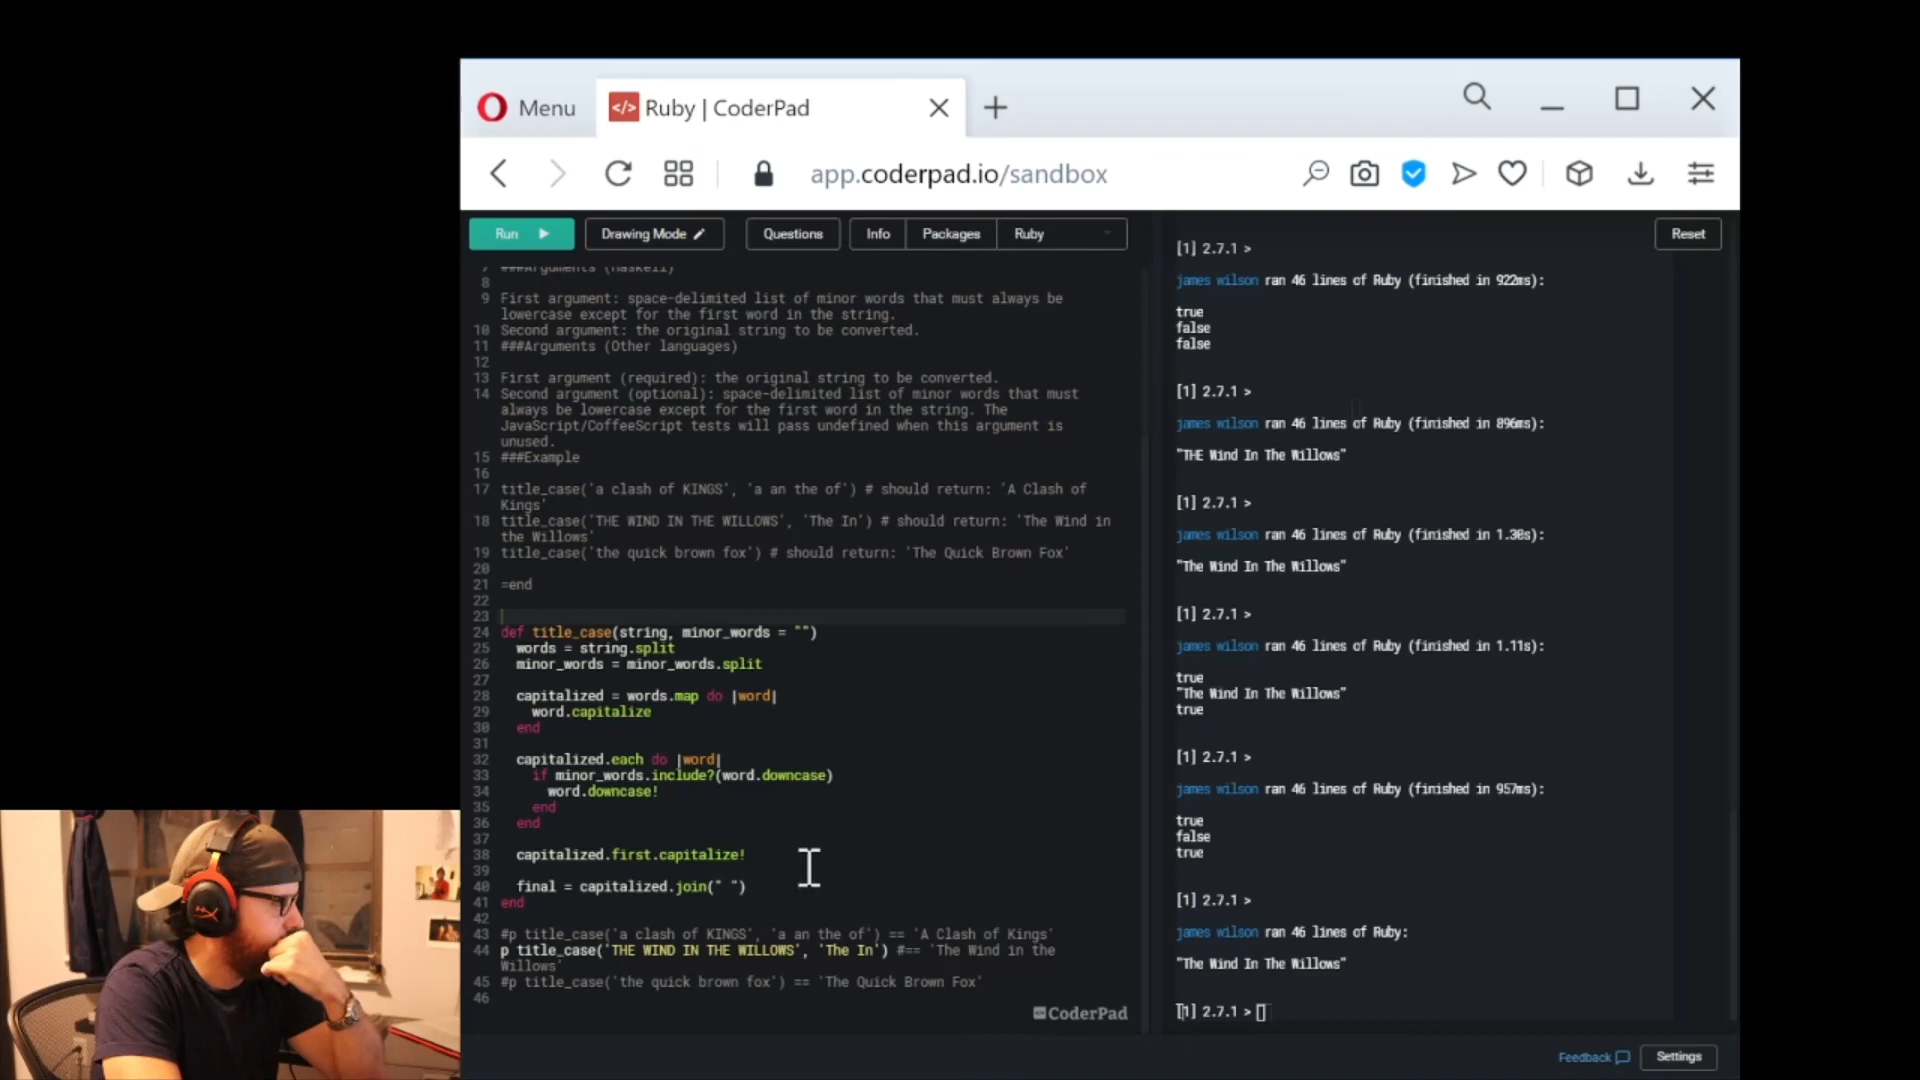 Menu
Ruby | CoderPad
app.coderpad.io/sandbox
Run
Drawing Mode
Questions
Info
Packages
Ruby
Reset
7 ###Arguments (Haskell)
8
9 First argument: space-delimited list of minor words that must always be
lowercase except for the first word in the string.
10 Second argument: the original string to be converted.
11 ###Arguments (Other languages)
12
13 First argument (required): the original string to be converted.
14 Second argument (optional): space-delimited list of minor words that must
always be lowercase except for the first word in the string. The
JavaScript/CoffeeScript tests will pass undefined when this argument is
unused.
15 ###Example
16
17 title_case('a clash of KINGS', 'a an the of') # should return: 'A Clash of
Kings'
18 title_case('THE WIND IN THE WILLOWS', 'The In') # should return: 'The Wind in
the Willows'
19 title_case('the quick brown fox') # should return: 'The Quick Brown Fox'
20
21 =end
22
23
24 def title_case(string, minor_words = "")
25 words = string.split
26 minor_words = minor_words.split
27
28 capitalized = words.map do |word|
29 word.capitalize
30 end
31
32 capitalized.each do |word|
33 if minor_words.include?(word.downcase)
34 word.downcase!
35 end
36 end
37
38 capitalized.first.capitalize!
39
40 final = capitalized.join(" ")
41 end
42
43 #p title_case('a clash of KINGS', 'a an the of') == 'A Clash of Kings'
44 p title_case('THE WIND IN THE WILLOWS', 'The In') #== 'The Wind in the
Willows'
45 #p title_case('the quick brown fox') == 'The Quick Brown Fox'
46
CoderPad
[1] 2.7.1 >
james wilson ran 46 lines of Ruby (finished in 922ms):
true
false
false
[1] 2.7.1 >
james wilson ran 46 lines of Ruby (finished in 896ms):
"THE Wind In The Willows"
[1] 2.7.1 >
james wilson ran 46 lines of Ruby (finished in 1.30s):
"The Wind In The Willows"
[1] 2.7.1 >
james wilson ran 46 lines of Ruby (finished in 1.11s):
true
"The Wind In The Willows"
true
[1] 2.7.1 >
james wilson ran 46 lines of Ruby (finished in 957ms):
true
false
true
[1] 2.7.1 >
james wilson ran 46 lines of Ruby:
"The Wind In The Willows"
[1] 2.7.1 >
Feedback
Settings